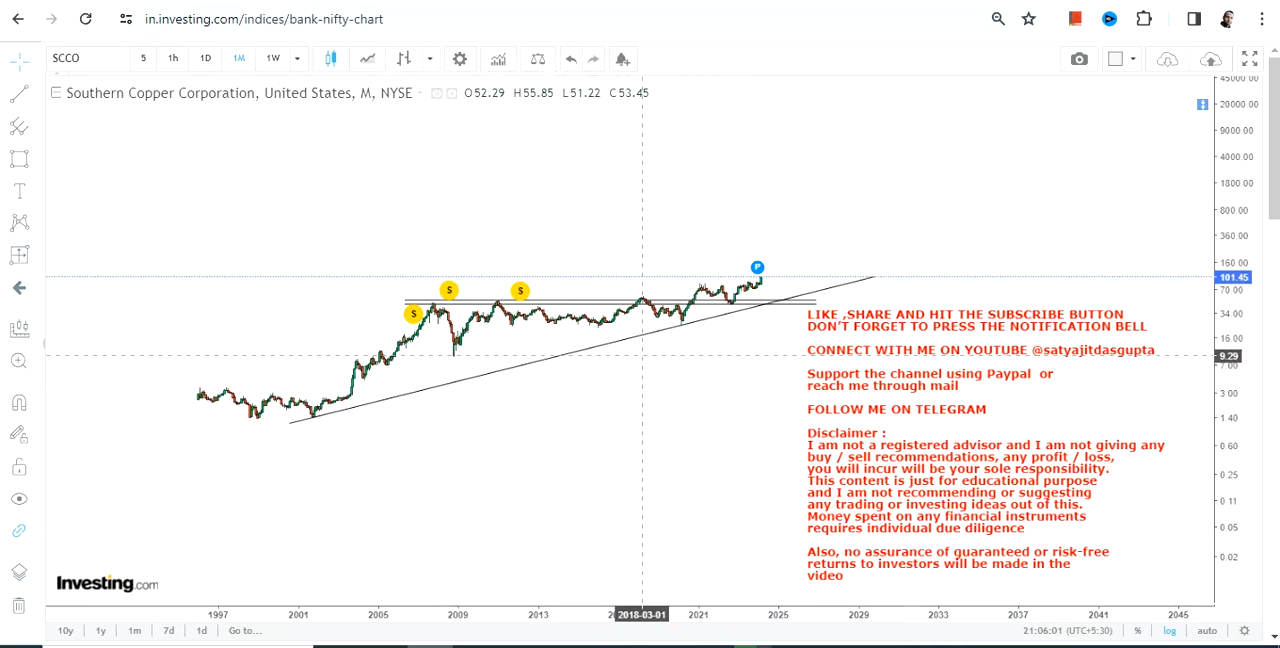 in.investing.com/indices/bank-nifty-chart
SCCO 5 1h 1D 1M 1W
Southern Copper Corporation, United States, M, NYSE O52.29 H55.85 L51.22 C53.45
45000.00
20000.00
9000.00
4000.00
1800.00
800.00
360.00
160.00
101.45
70.00
34.00
16.00
9.29
7.00
3.00
1.40
0.60
0.25
0.11
0.05
0.02
P
S
S
S
LIKE ,SHARE AND HIT THE SUBSCRIBE BUTTON
DON'T FORGET TO PRESS THE NOTIFICATION BELL
CONNECT WITH ME ON YOUTUBE @satyajitdasgupta
Support the channel using Paypal or
reach me through mail
FOLLOW ME ON TELEGRAM
Disclaimer :
I am not a registered advisor and I am not giving any
buy / sell recommendations, any profit / loss,
you will incur will be your sole responsibility.
This content is just for educational purpose
and I am not recommending or suggesting
any trading or investing ideas out of this.
Money spent on any financial instruments
requires individual due diligence
Also, no assurance of guaranteed or risk-free
returns to investors will be made in the
video
Investing.com
1997 2001 2005 2009 2013 2018-03-01 2021 2025 2029 2033 2037 2041 2045
10y 1y 1m 7d 1d Go to... 21:06:01 (UTC+5:30) % log auto